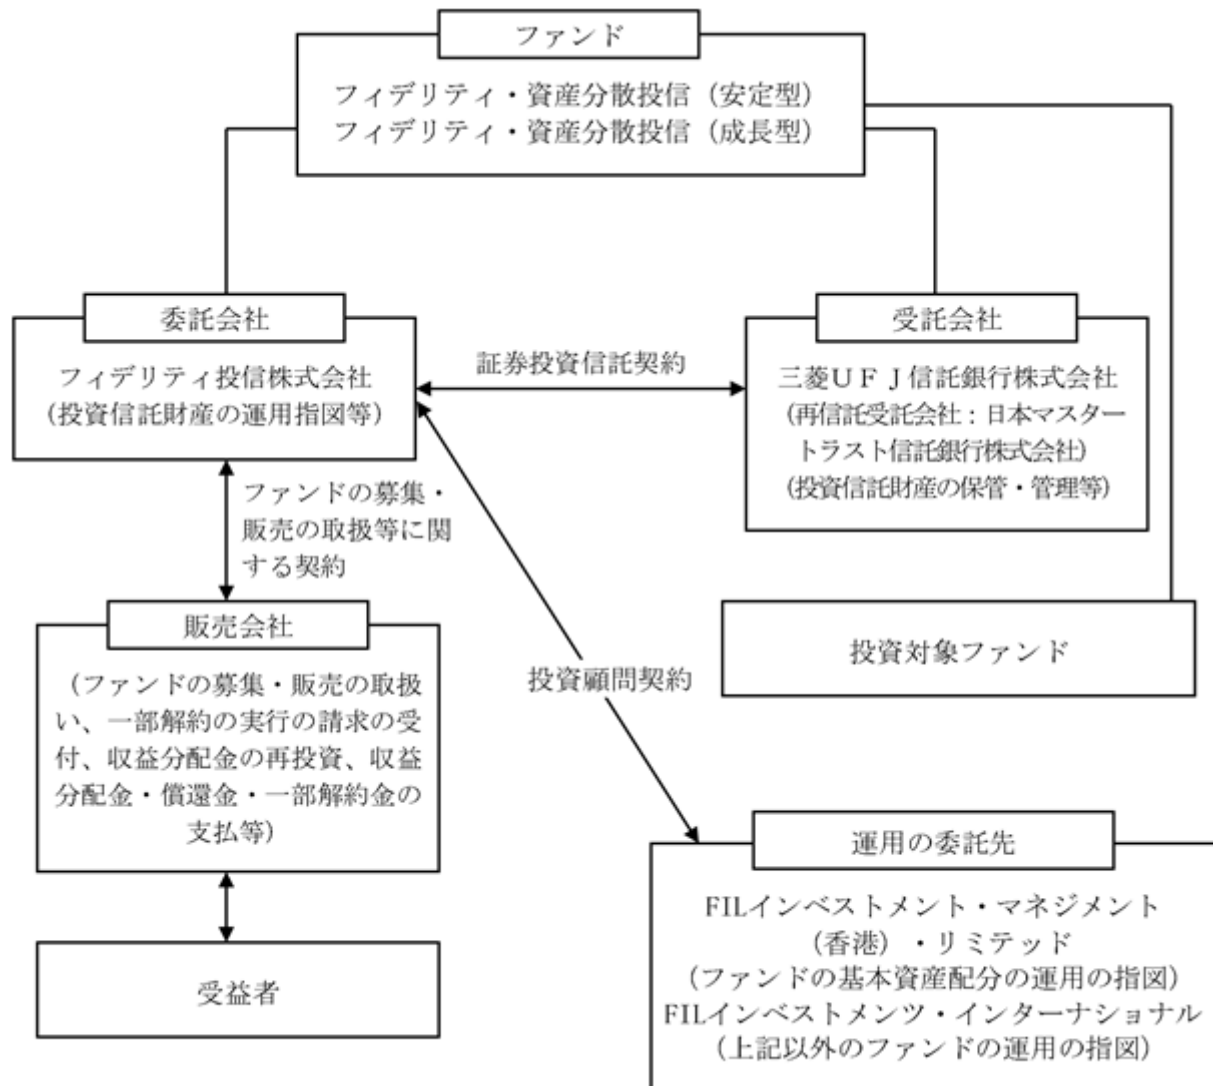 ファンド
フィデリティ・資産分散投信（安定型）
フィデリティ・資産分散投信（成長型）
委託会社
フィデリティ投信株式会社
（投資信託財産の運用指図等）
証券投資信託契約
受託会社
三菱ＵＦＪ信託銀行株式会社
（再信託受託会社：日本マスター
トラスト信託銀行株式会社）
（投資信託財産の保管・管理等）
ファンドの募集・
販売の取扱等に関
する契約
販売会社
（ファンドの募集・販売の取扱
い、一部解約の実行の請求の受
付、収益分配金の再投資、収益
分配金・償還金・一部解約金の
支払等）
投資顧問契約
投資対象ファンド
受益者
運用の委託先
FILインベストメント・マネジメント
（香港）・リミテッド
（ファンドの基本資産配分の運用の指図）
FILインベストメンツ・インターナショナル
（上記以外のファンドの運用の指図）